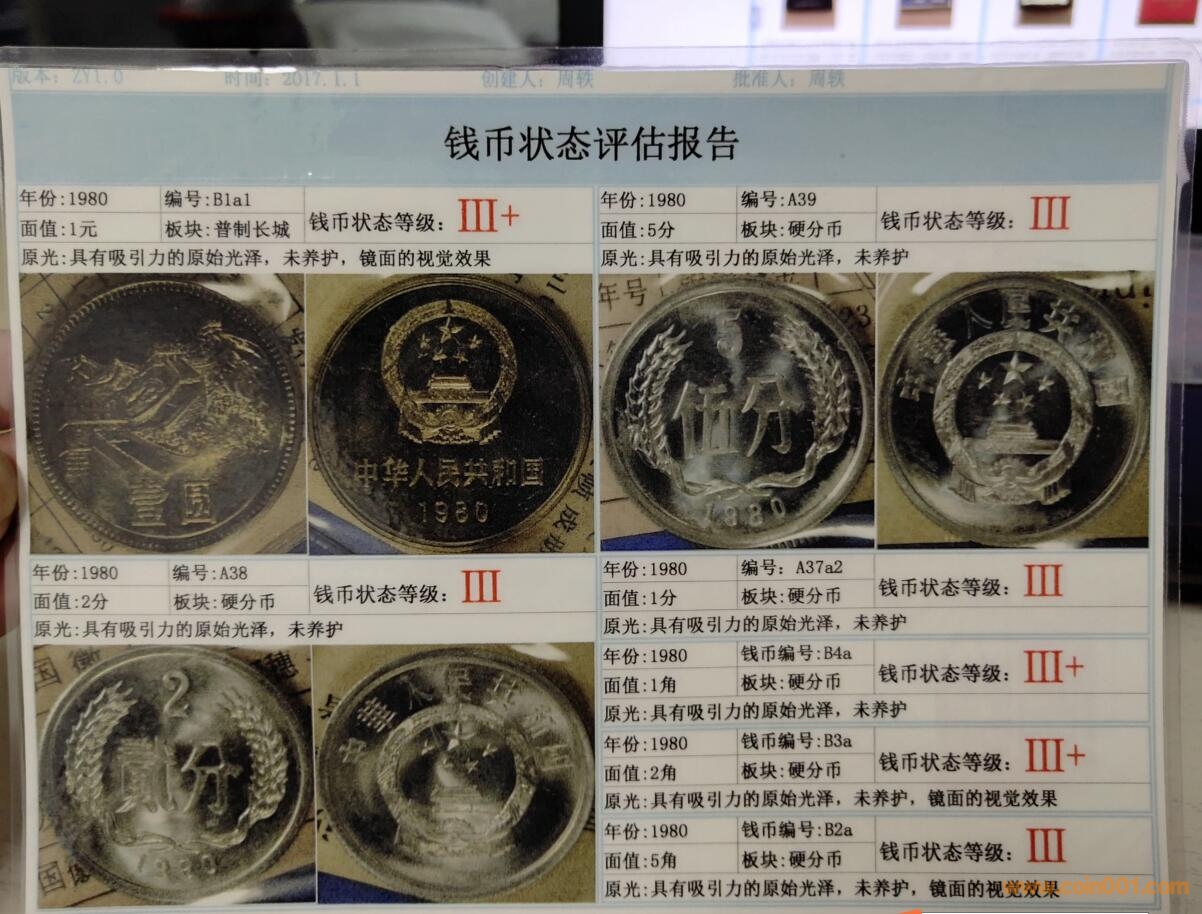 版本：ZY1.0 时间：2017.1.1 创建人：周轶 批准人：周轶
钱币状态评估报告
年份:1980 编号:B1a1
面值:1元 板块:普制长城
钱币状态等级：III+
原光:具有吸引力的原始光泽，未养护，镜面的视觉效果
壹圆
中华人民共和国
1980
年份:1980 编号:A39
面值:5分 板块:硬分币
钱币状态等级：III
原光:具有吸引力的原始光泽，未养护
年号
5
伍分
1980
年份:1980 编号:A38
面值:2分 板块:硬分币
钱币状态等级：III
原光:具有吸引力的原始光泽，未养护
国徽
2
贰分
1980
年份:1980 编号：A37a2
面值:1分 板块:硬分币
钱币状态等级：III
原光:具有吸引力的原始光泽，未养护
年份:1980 钱币编号:B4a
面值:1角 板块:硬分币
钱币状态等级：III+
原光:具有吸引力的原始光泽，未养护
年份:1980 钱币编号:B3a
面值:2角 板块:硬分币
钱币状态等级：III+
原光:具有吸引力的原始光泽，未养护，镜面的视觉效果
年份:1980 钱币编号:B2a
面值:5角 板块:硬分币
钱币状态等级：III
原光:具有吸引力的原始光泽，未养护，镜面的视觉效果
www.coin001.com